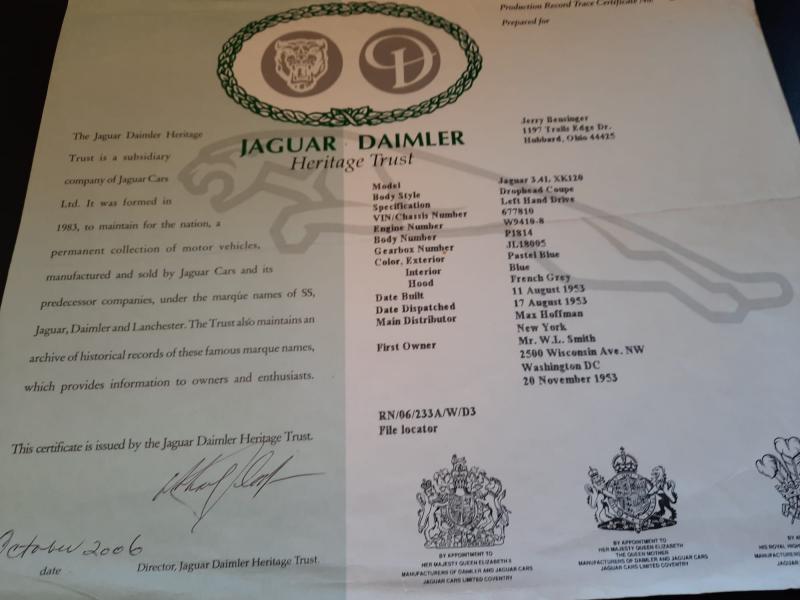 Production Record Trace Certificate No.
Prepared for
JAGUAR DAIMLER
Heritage Trust
The Jaguar Daimler Heritage
Trust is a subsidiary
company of Jaguar Cars
Ltd. It was formed in
1983, to maintain for the nation, a
permanent collection of motor vehicles,
manufactured and sold by Jaguar Cars and its
predecessor companies, under the marque names of SS,
Jaguar, Daimler and Lanchester. The Trust also maintains an
archive of historical records of these famous marque names,
which provides information to owners and enthusiasts.
This certificate is issued by the Jaguar Daimler Heritage Trust.
October 2006
date
Director, Jaguar Daimler Heritage Trust.
Jerry Bensinger
1197 Trails Edge Dr.
Hubbard, Ohio 44425
Model Jaguar 3.4L XK120
Body Style Drophead Coupe
Specification Left Hand Drive
VIN/Chassis Number 677810
Engine Number W9410-8
Body Number P1814
Gearbox Number JL18005
Color, Exterior Pastel Blue
Interior Blue
Hood French Grey
Date Built 11 August 1953
Date Dispatched 17 August 1953
Main Distributor Max Hoffman
New York
First Owner Mr. W.L. Smith
2500 Wisconsin Ave. NW
Washington DC
20 November 1953
RN/06/233A/W/D3
File locator
BY APPOINTMENT TO
HER MAJESTY QUEEN ELIZABETH II
MANUFACTURERS OF DAIMLER AND JAGUAR CARS
JAGUAR CARS LIMITED COVENTRY
BY APPOINTMENT TO
HER MAJESTY QUEEN ELIZABETH
THE QUEEN MOTHER
MANUFACTURERS OF DAIMLER AND JAGUAR CARS
JAGUAR CARS LIMITED COVENTRY
HIS ROYAL HIGH
MANUFACTURERS
JAGUAR